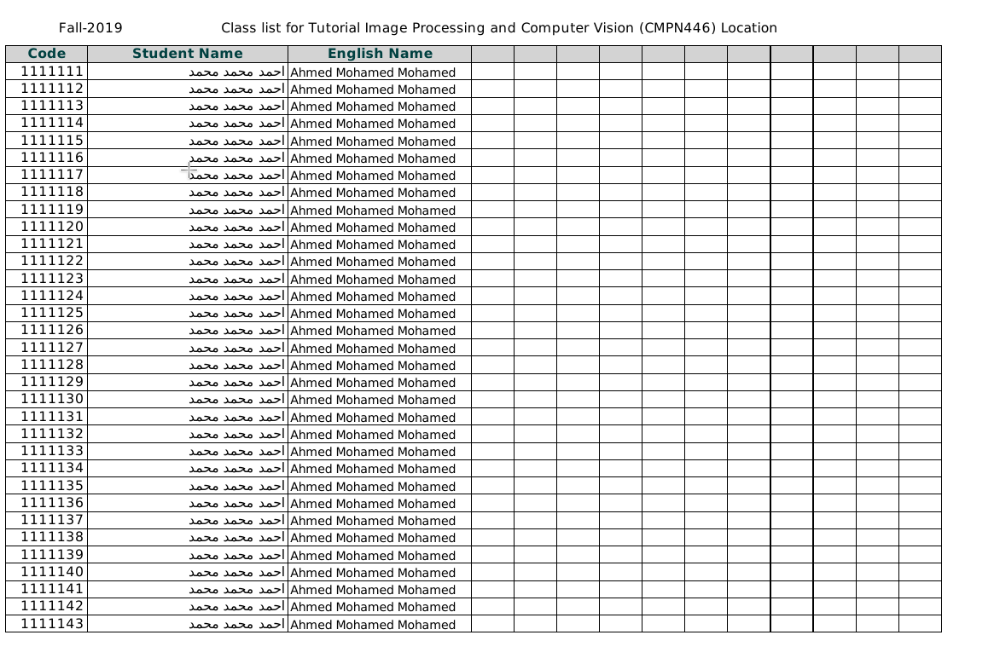 Fall-2019 Class list for Tutorial Image Processing and Computer Vision (CMPN446) Location
Code Student Name English Name
1111111 احمد محمد محمد Ahmed Mohamed Mohamed
1111112 احمد محمد محمد Ahmed Mohamed Mohamed
1111113 احمد محمد محمد Ahmed Mohamed Mohamed
1111114 احمد محمد محمد Ahmed Mohamed Mohamed
1111115 احمد محمد محمد Ahmed Mohamed Mohamed
1111116 احمد محمد محمد Ahmed Mohamed Mohamed
1111117 احمد محمد محمد Ahmed Mohamed Mohamed
1111118 احمد محمد محمد Ahmed Mohamed Mohamed
1111119 احمد محمد محمد Ahmed Mohamed Mohamed
1111120 احمد محمد محمد Ahmed Mohamed Mohamed
1111121 احمد محمد محمد Ahmed Mohamed Mohamed
1111122 احمد محمد محمد Ahmed Mohamed Mohamed
1111123 احمد محمد محمد Ahmed Mohamed Mohamed
1111124 احمد محمد محمد Ahmed Mohamed Mohamed
1111125 احمد محمد محمد Ahmed Mohamed Mohamed
1111126 احمد محمد محمد Ahmed Mohamed Mohamed
1111127 احمد محمد محمد Ahmed Mohamed Mohamed
1111128 احمد محمد محمد Ahmed Mohamed Mohamed
1111129 احمد محمد محمد Ahmed Mohamed Mohamed
1111130 احمد محمد محمد Ahmed Mohamed Mohamed
1111131 احمد محمد محمد Ahmed Mohamed Mohamed
1111132 احمد محمد محمد Ahmed Mohamed Mohamed
1111133 احمد محمد محمد Ahmed Mohamed Mohamed
1111134 احمد محمد محمد Ahmed Mohamed Mohamed
1111135 احمد محمد محمد Ahmed Mohamed Mohamed
1111136 احمد محمد محمد Ahmed Mohamed Mohamed
1111137 احمد محمد محمد Ahmed Mohamed Mohamed
1111138 احمد محمد محمد Ahmed Mohamed Mohamed
1111139 احمد محمد محمد Ahmed Mohamed Mohamed
1111140 احمد محمد محمد Ahmed Mohamed Mohamed
1111141 احمد محمد محمد Ahmed Mohamed Mohamed
1111142 احمد محمد محمد Ahmed Mohamed Mohamed
1111143 احمد محمد محمد Ahmed Mohamed Mohamed